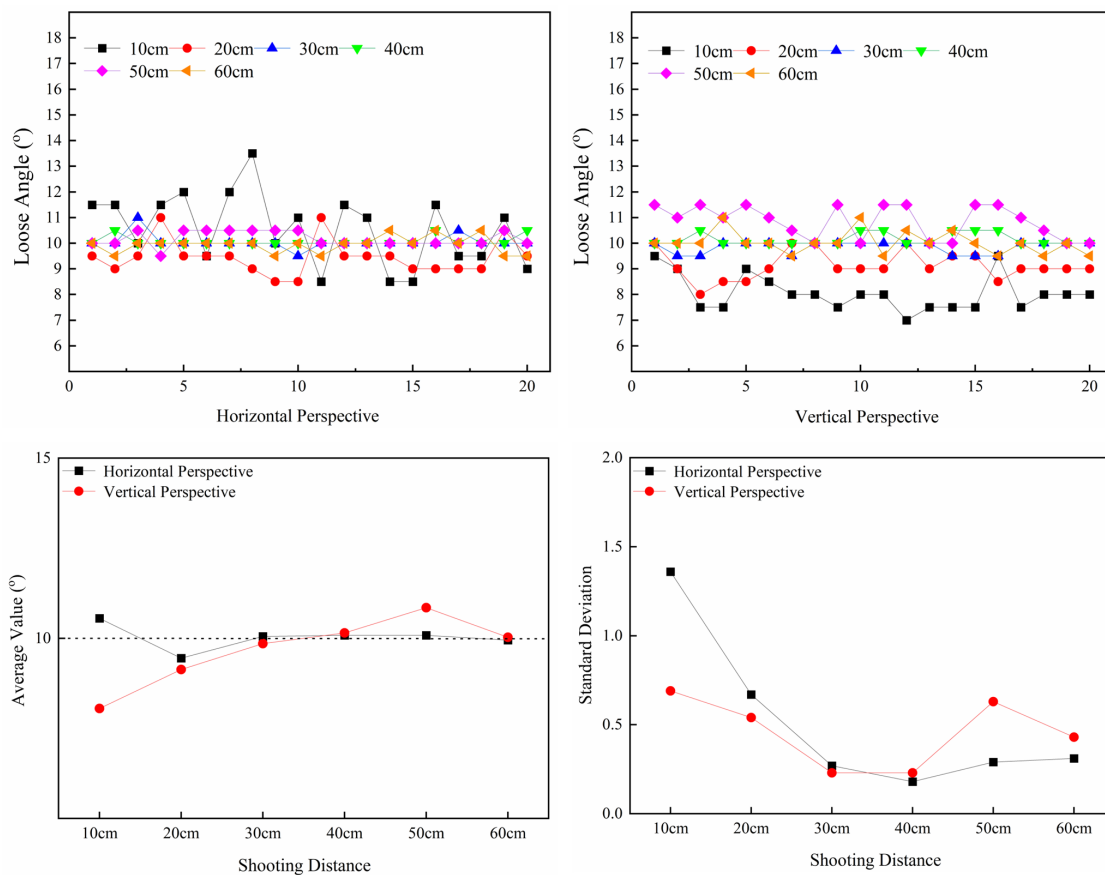 18
17
16
15
14
13
12
11
10
9
8
7
6
Loose Angle (º)
10cm 20cm 30cm 40cm
50cm 60cm
0 5 10 15 20
Horizontal Perspective
18
17
16
15
14
13
12
11
10
9
8
7
6
Loose Angle (º)
10cm 20cm 30cm 40cm
50cm 60cm
0 5 10 15 20
Vertical Perspective
15
10
Average Value (º)
Horizontal Perspective
Vertical Perspective
10cm 20cm 30cm 40cm 50cm 60cm
Shooting Distance
2.0
1.5
1.0
0.5
0.0
Standard Deviation
Horizontal Perspective
Vertical Perspective
10cm 20cm 30cm 40cm 50cm 60cm
Shooting Distance